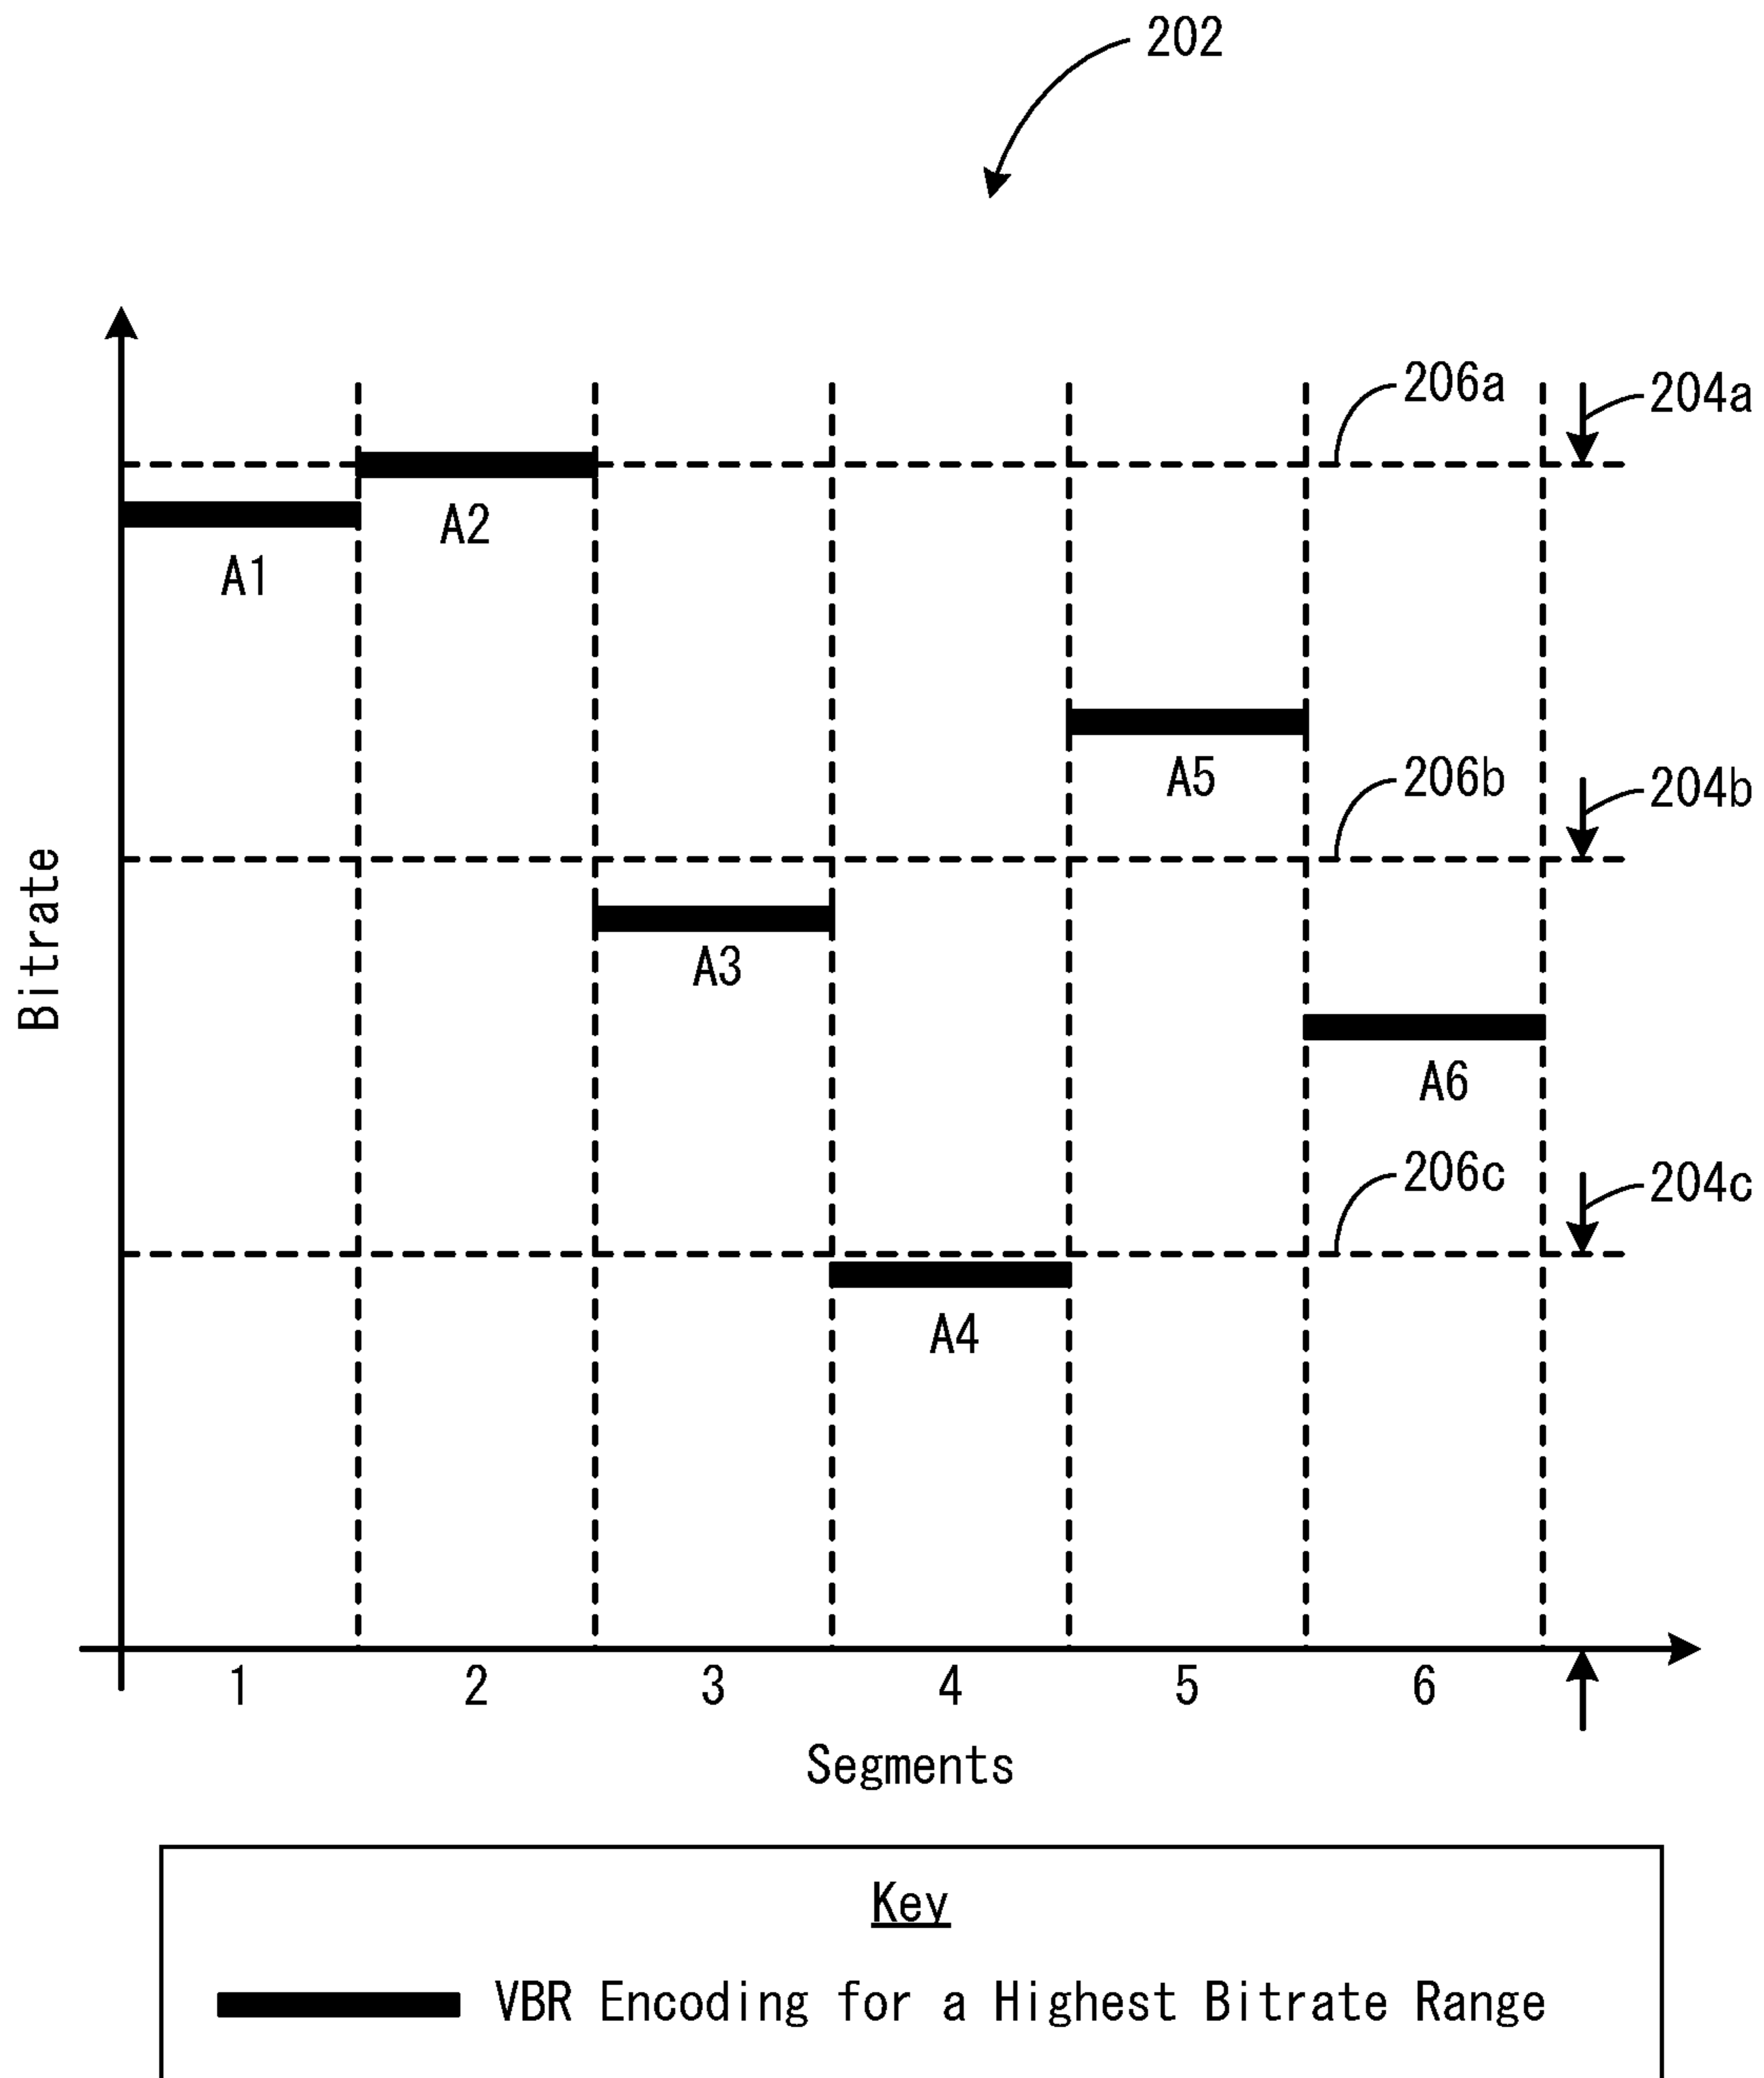 202
206a
204a
A2
A1
A5
206b
204b
Bitrate
A3
A6
206c
204c
A4
1 2 3 4 5 6
Segments
Key
VBR Encoding for a Highest Bitrate Range